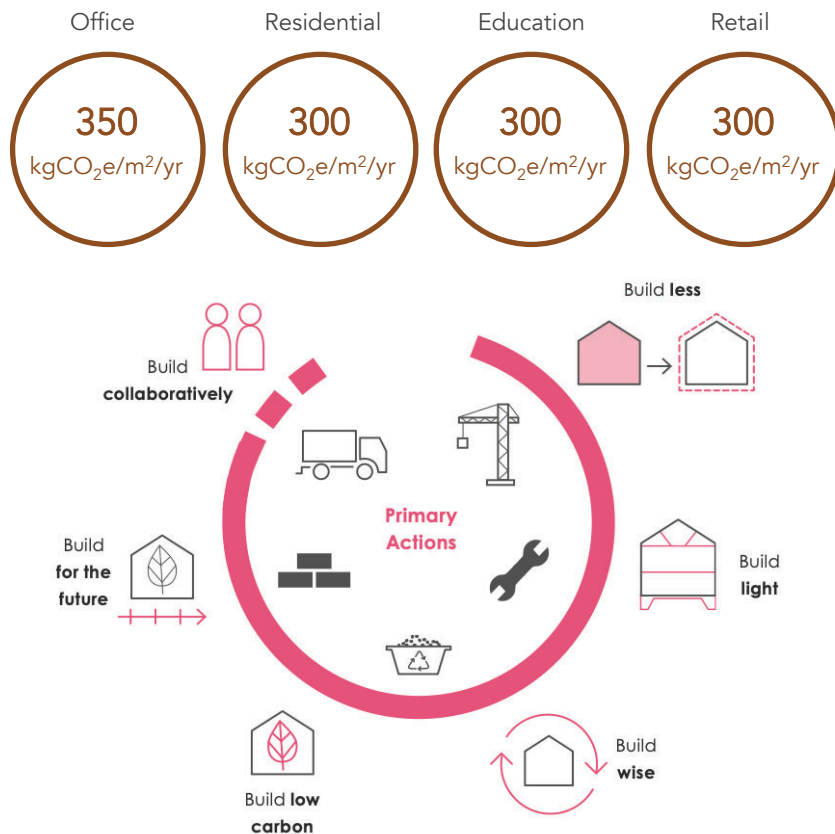 Office
Residential
Education
Retail
350
kgCO₂e/m²/yr
300
kgCO₂e/m²/yr
300
kgCO₂e/m²/yr
300
kgCO₂e/m²/yr
Build less
Build
collaboratively
Primary
Actions
Build
for the
future
Build
light
Build low
carbon
Build
wise